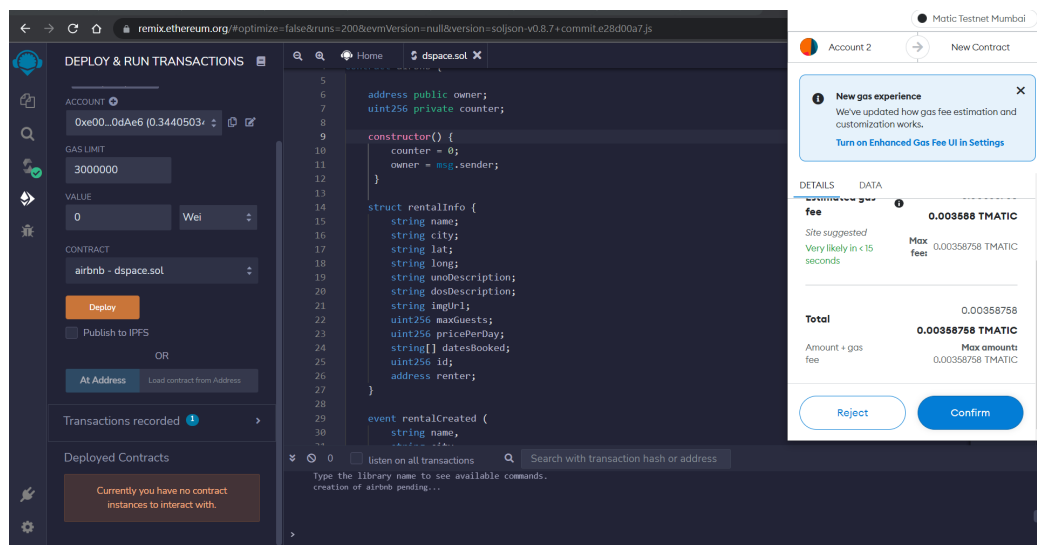 remix.ethereum.org/#optimize=false&runs=200&evmVersion=null&version=soljson-v0.8.7+commit.e28d00a7.js
DEPLOY & RUN TRANSACTIONS
ACCOUNT
0xe00...0dAe6 (0.3440503
GAS LIMIT
3000000
VALUE
0
Wei
CONTRACT
airbnb - dspace.sol
Deploy
Publish to IPFS
OR
At Address
Load contract from Address
Transactions recorded 1
Deployed Contracts
Currently you have no contract
instances to interact with.
Home
dspace.sol
5
6 address public owner;
7 uint256 private counter;
8
9 constructor() {
10 counter = 0;
11 owner = msg.sender;
12 }
13
14 struct rentalInfo {
15 string name;
16 string city;
17 string lat;
18 string long;
19 string unoDescription;
20 string dosDescription;
21 string imgUrl;
22 uint256 maxGuests;
23 uint256 pricePerDay;
24 string[] datesBooked;
25 uint256 id;
26 address renter;
27 }
28
29 event rentalCreated (
30 string name,
0
listen on all transactions
Search with transaction hash or address
Type the library name to see available commands.
creation of airbnb pending...
>
Matic Testnet Mumbai
Account 2
New Contract
New gas experience
We've updated how gas fee estimation and
customization works.
Turn on Enhanced Gas Fee UI in Settings
DETAILS
DATA
Estimated gas
fee
0.003588 TMATIC
Site suggested
Very likely in < 15
seconds
Max
fee:
0.00358758 TMATIC
Total
0.00358758
0.00358758 TMATIC
Amount + gas
fee
Max amount:
0.00358758 TMATIC
Reject
Confirm